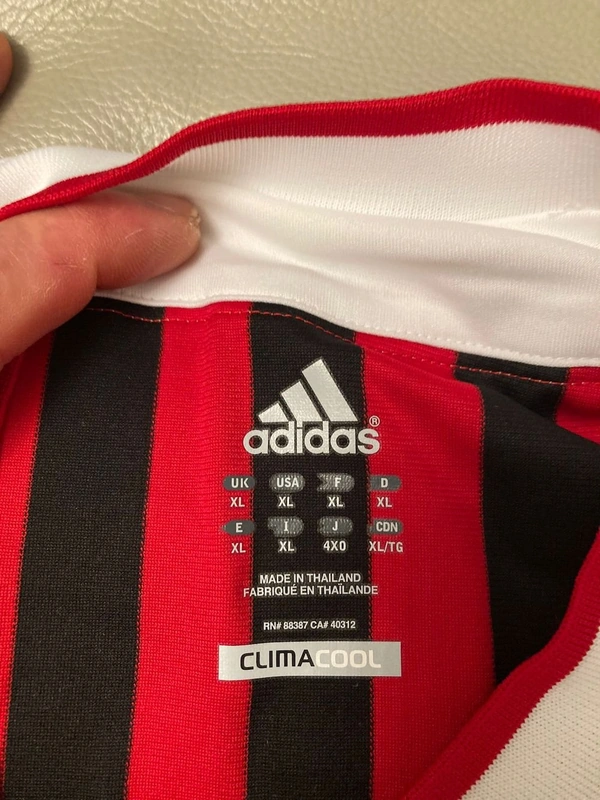 adidas®
UK USA F D
XL XL XL XL
E I J CDN
XL XL 4XO XL/TG
MADE IN THAILAND
FABRIQUÉ EN THAÏLANDE
RN# 88387 CA# 40312
CLIMACOOL